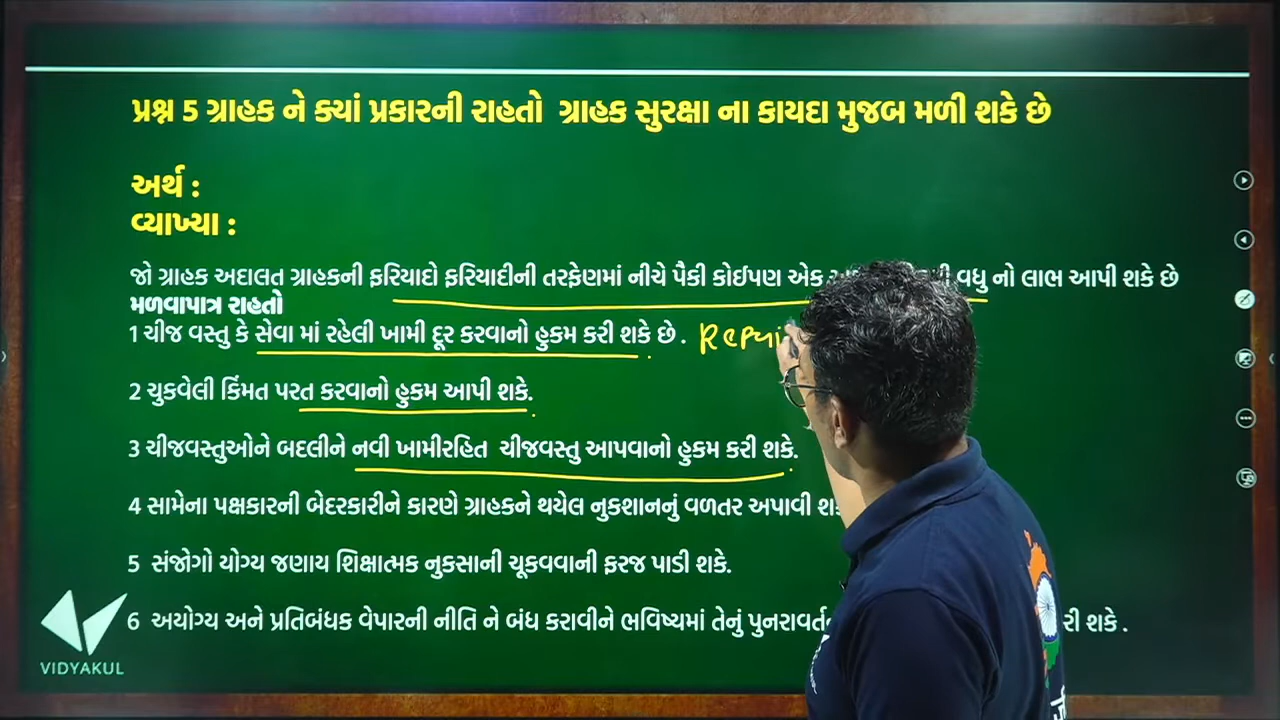 પ્રશ્ન 5 ગ્રાહક ને ક્યાં પ્રકારની રાહતો ગ્રાહક સુરક્ષા ના કાયદા મુજબ મળી શકે છે
અર્થ :
વ્યાખ્યા :
જો ગ્રાહક અદાલત ગ્રાહકની ફરિયાદો ફરિયાદીની તરફેણમાં નીચે પૈકી કોઈપણ એક વધુ નો લાભ આપી શકે છે
મળવાપાત્ર રાહતો
1 ચીજ વસ્તુ કે સેવા માં રહેલી ખામી દૂર કરવાનો હુકમ કરી શકે છે .
2 ચુકવેલી કિંમત પરત કરવાનો હુકમ આપી શકે.
3 ચીજવસ્તુઓને બદલીને નવી ખામીરહિત ચીજવસ્તુ આપવાનો હુકમ કરી શકે.
4 સામેના પક્ષકારની બેદરકારીને કારણે ગ્રાહકને થયેલ નુકશાનનું વળતર અપાવી
5 સંજોગો યોગ્ય જણાય શિક્ષાત્મક નુકસાની ચૂકવવાની ફરજ પાડી શકે.
6 અયોગ્ય અને પ્રતિબંધક વેપારની નીતિ ને બંધ કરાવીને ભવિષ્યમાં તેનું શકે .
VIDYAKUL